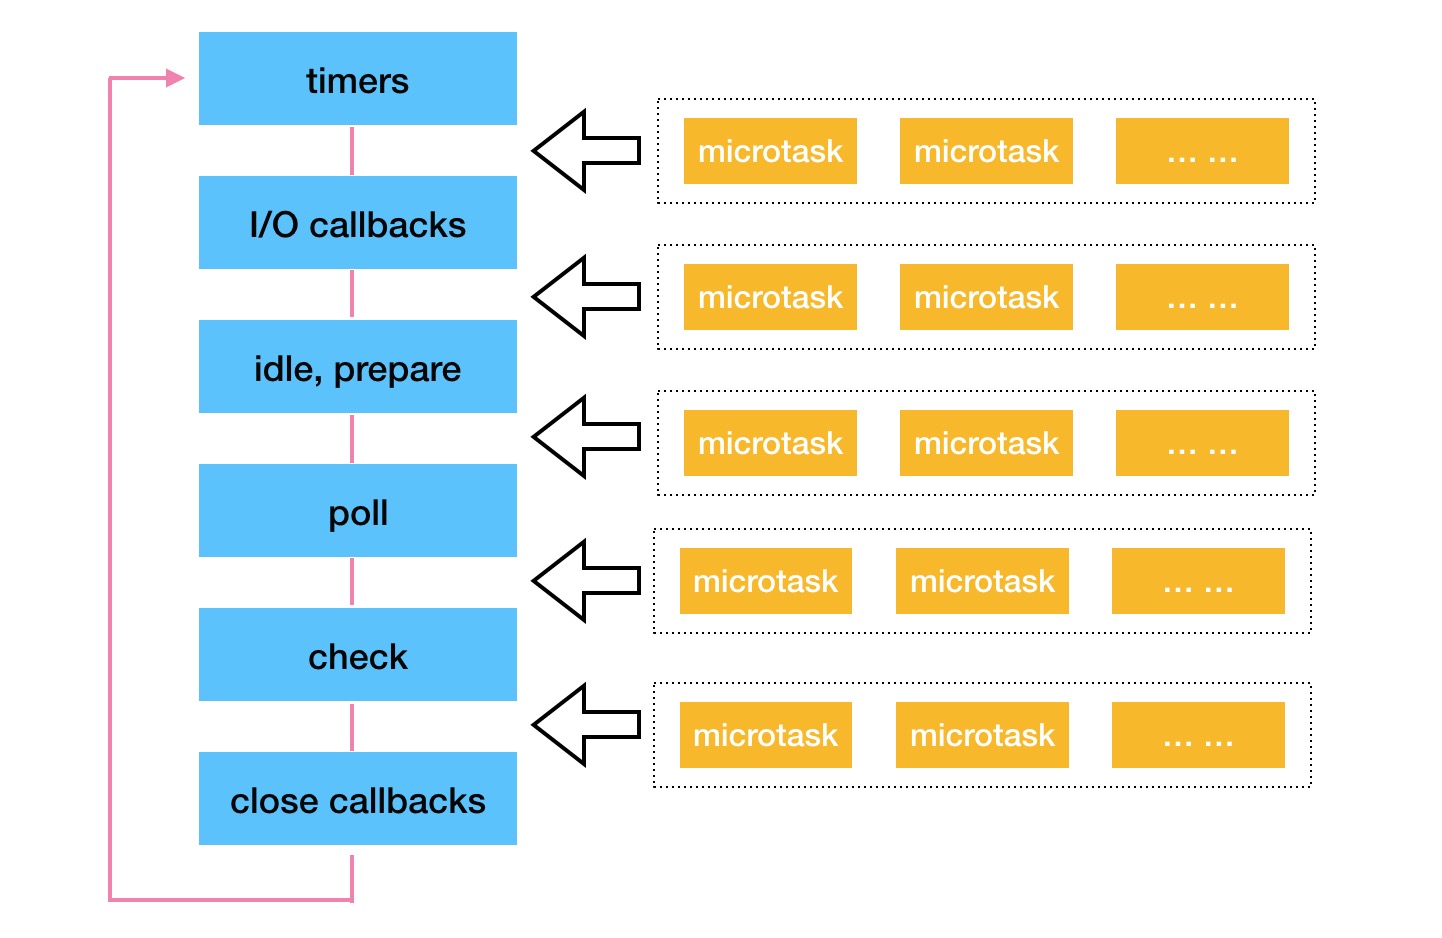 timers
microtask microtask ... ...
I/O callbacks
microtask microtask ... ...
idle, prepare
microtask microtask ... ...
poll
microtask microtask ... ...
check
microtask microtask ... ...
close callbacks